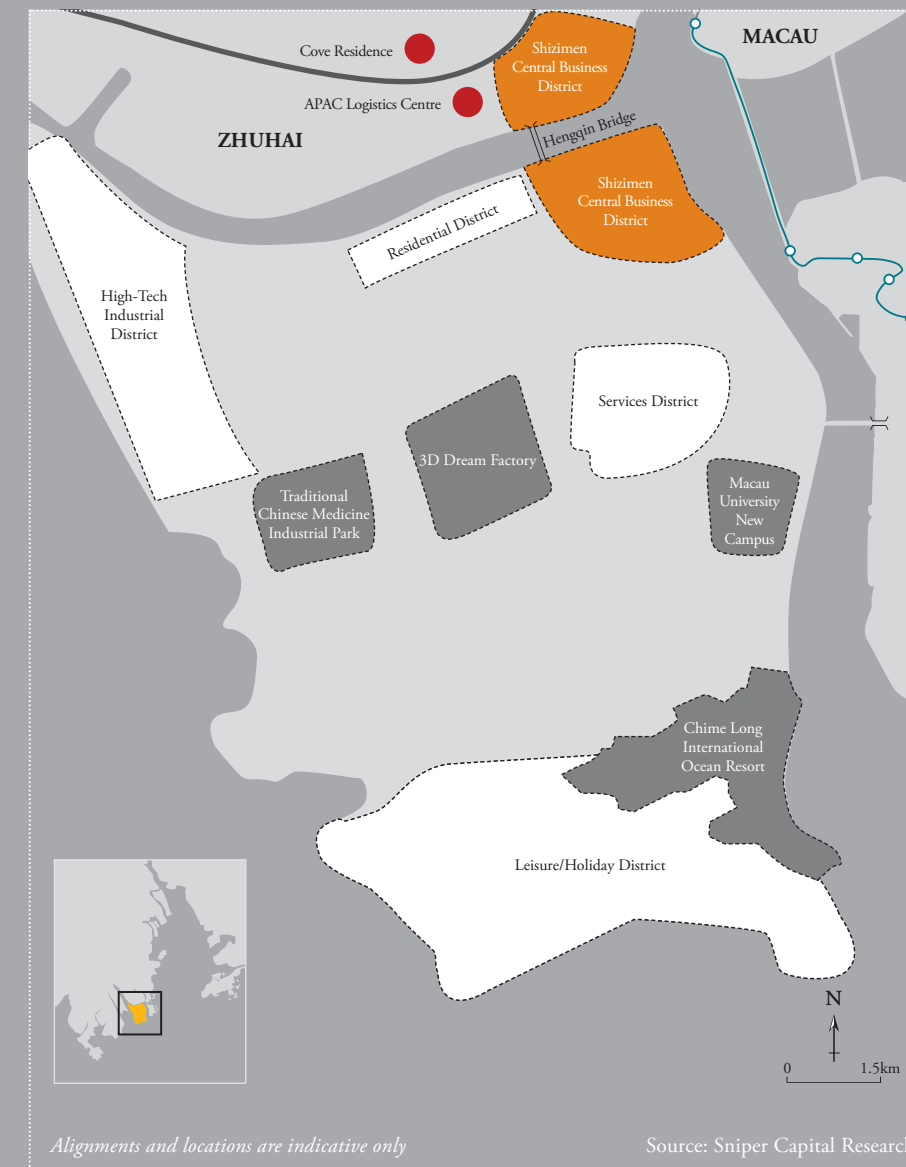 MACAU
Shizimen
Central Business
District
Cove Residence
APAC Logistics Centre
ZHUHAI
Hengqin Bridge
Shizimen
Central Business
District
Residential District
High-Tech
Industrial
District
Services District
3D Dream Factory
Traditional
Chinese Medicine
Industrial Park
Macau
University
New
Campus
Chime Long
International
Ocean Resort
Leisure/Holiday District
N
0 1.5km
Alignments and locations are indicative only
Source: Sniper Capital Research